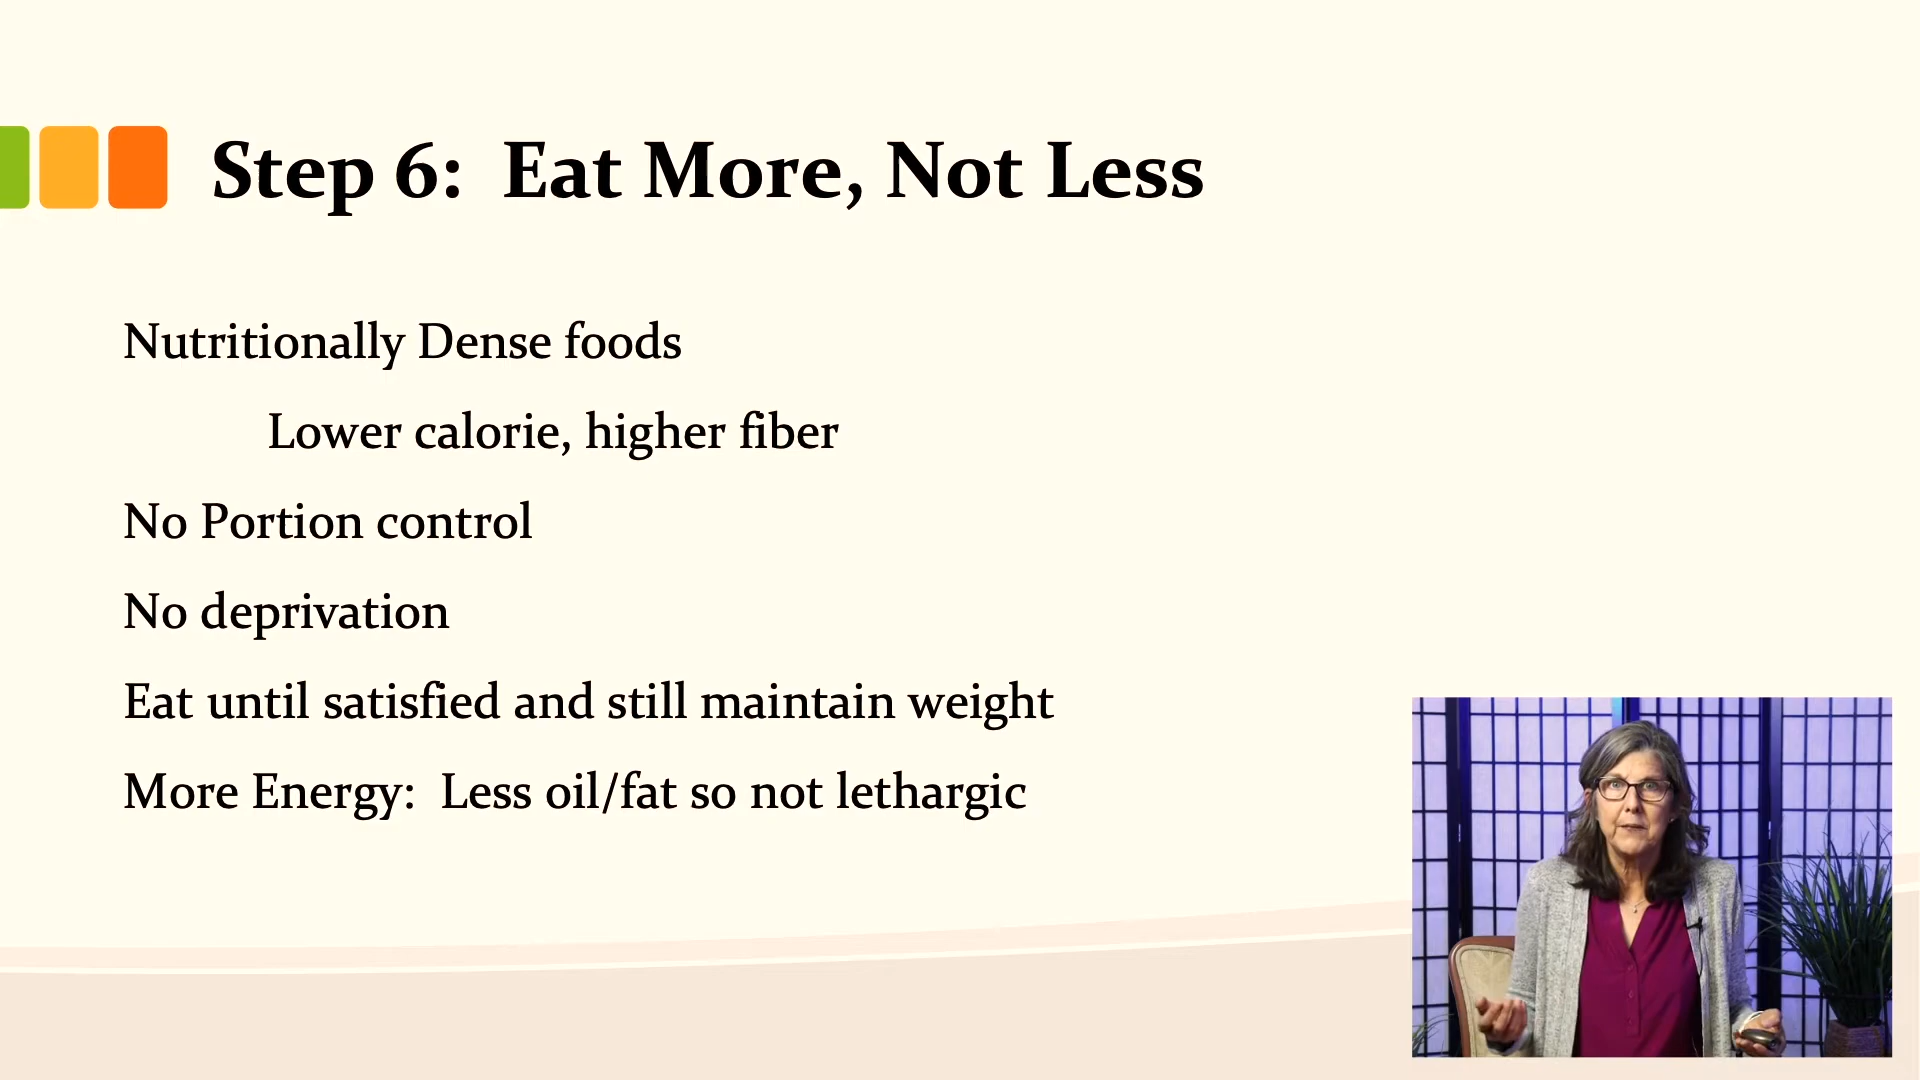 Step 6:  Eat More, Not Less
Nutritionally Dense foods
Lower calorie, higher fiber
No Portion control
No deprivation
Eat until satisfied and still maintain weight
More Energy:  Less oil/fat so not lethargic